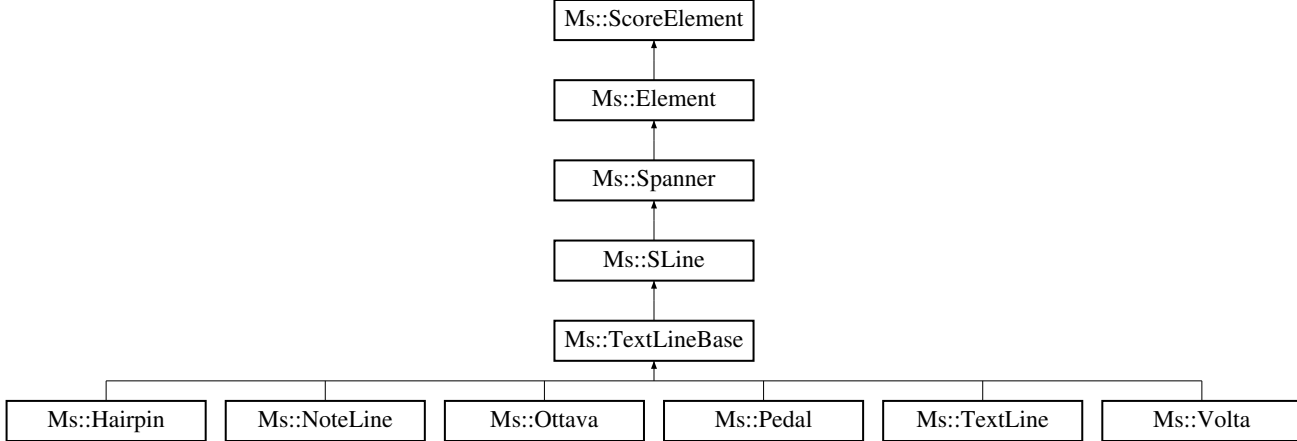 Ms::ScoreElement
Ms::Element
Ms::Spanner
Ms::SLine
Ms::TextLineBase
Ms::Hairpin
Ms::NoteLine
Ms::Ottava
Ms::Pedal
Ms::TextLine
Ms::Volta